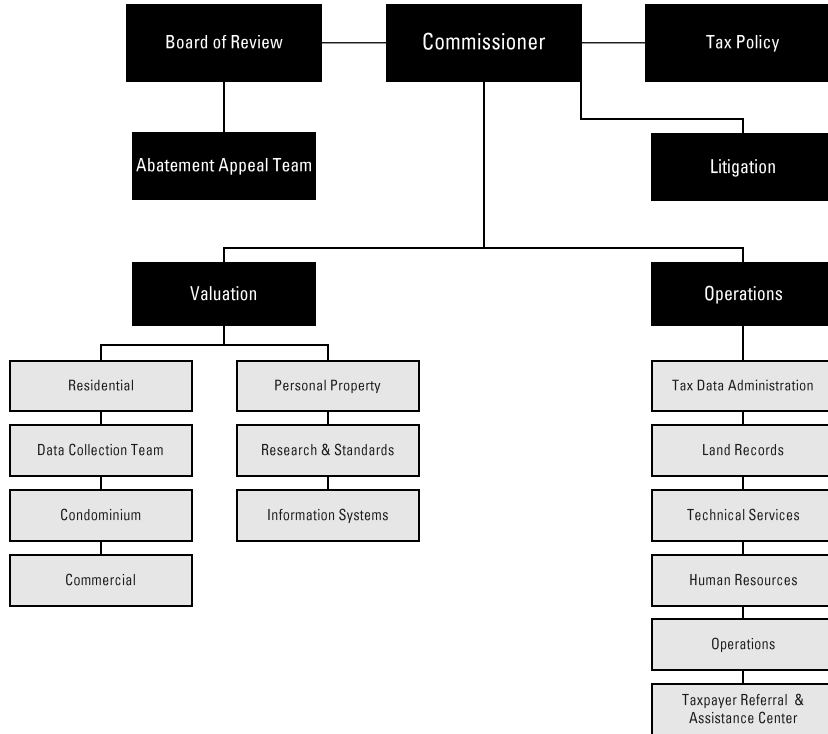 Board of Review
Commissioner
Tax Policy
Abatement Appeal Team
Litigation
Valuation
Operations
Residential
Personal Property
Tax Data Administration
Data Collection Team
Research & Standards
Land Records
Condominium
Information Systems
Technical Services
Commercial
Human Resources
Operations
Taxpayer Referral &
Assistance Center